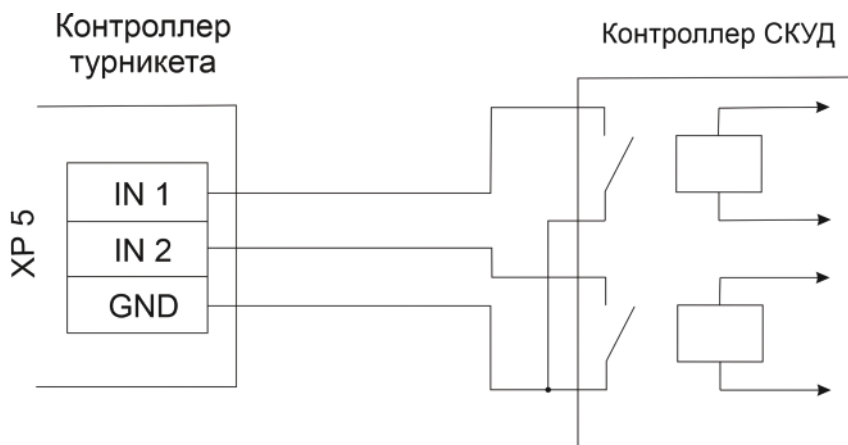 Контроллер
турникета
Контроллер СКУД
XP 5
IN 1
IN 2
GND